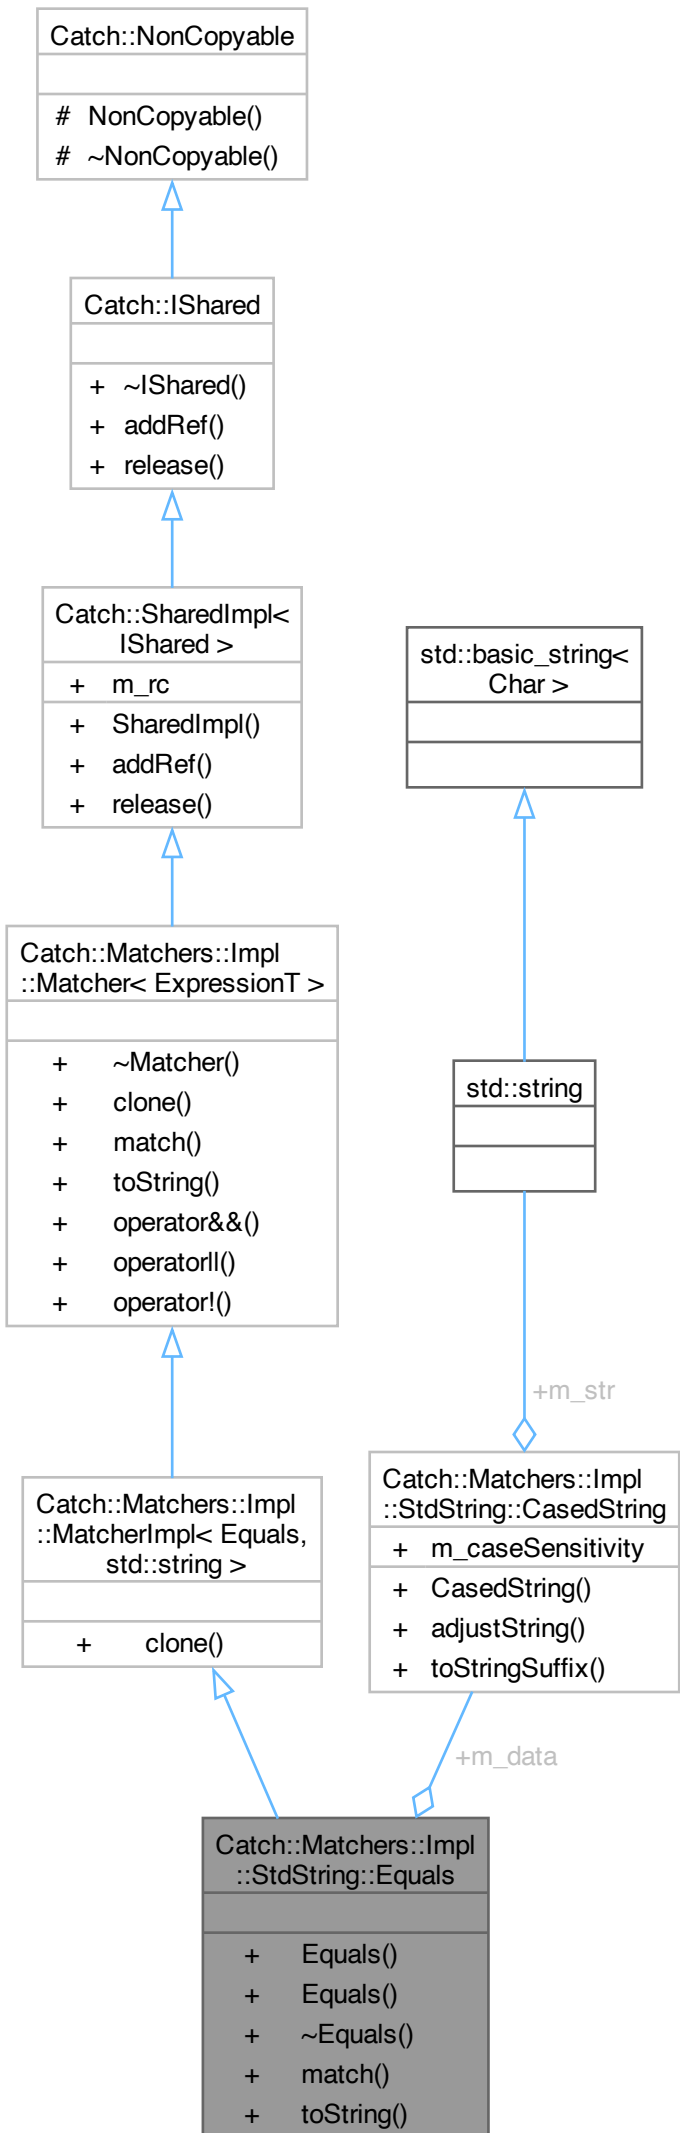 Catch::NonCopyable
# NonCopyable()
# ~NonCopyable()
Catch::IShared
+ ~IShared()
+ addRef()
+ release()
Catch::SharedImpl<
IShared >
+ m_rc
+ SharedImpl()
+ addRef()
+ release()
std::basic_string<
Char >
Catch::Matchers::Impl
::Matcher< ExpressionT >
+ ~Matcher()
+ clone()
+ match()
+ toString()
+ operator&&()
+ operator||()
+ operator!()
std::string
+m_str
Catch::Matchers::Impl
::MatcherImpl< Equals,
std::string >
+ clone()
Catch::Matchers::Impl
::StdString::CasedString
+ m_caseSensitivity
+ CasedString()
+ adjustString()
+ toStringSuffix()
+m_data
Catch::Matchers::Impl
::StdString::Equals
+ Equals()
+ Equals()
+ ~Equals()
+ match()
+ toString()